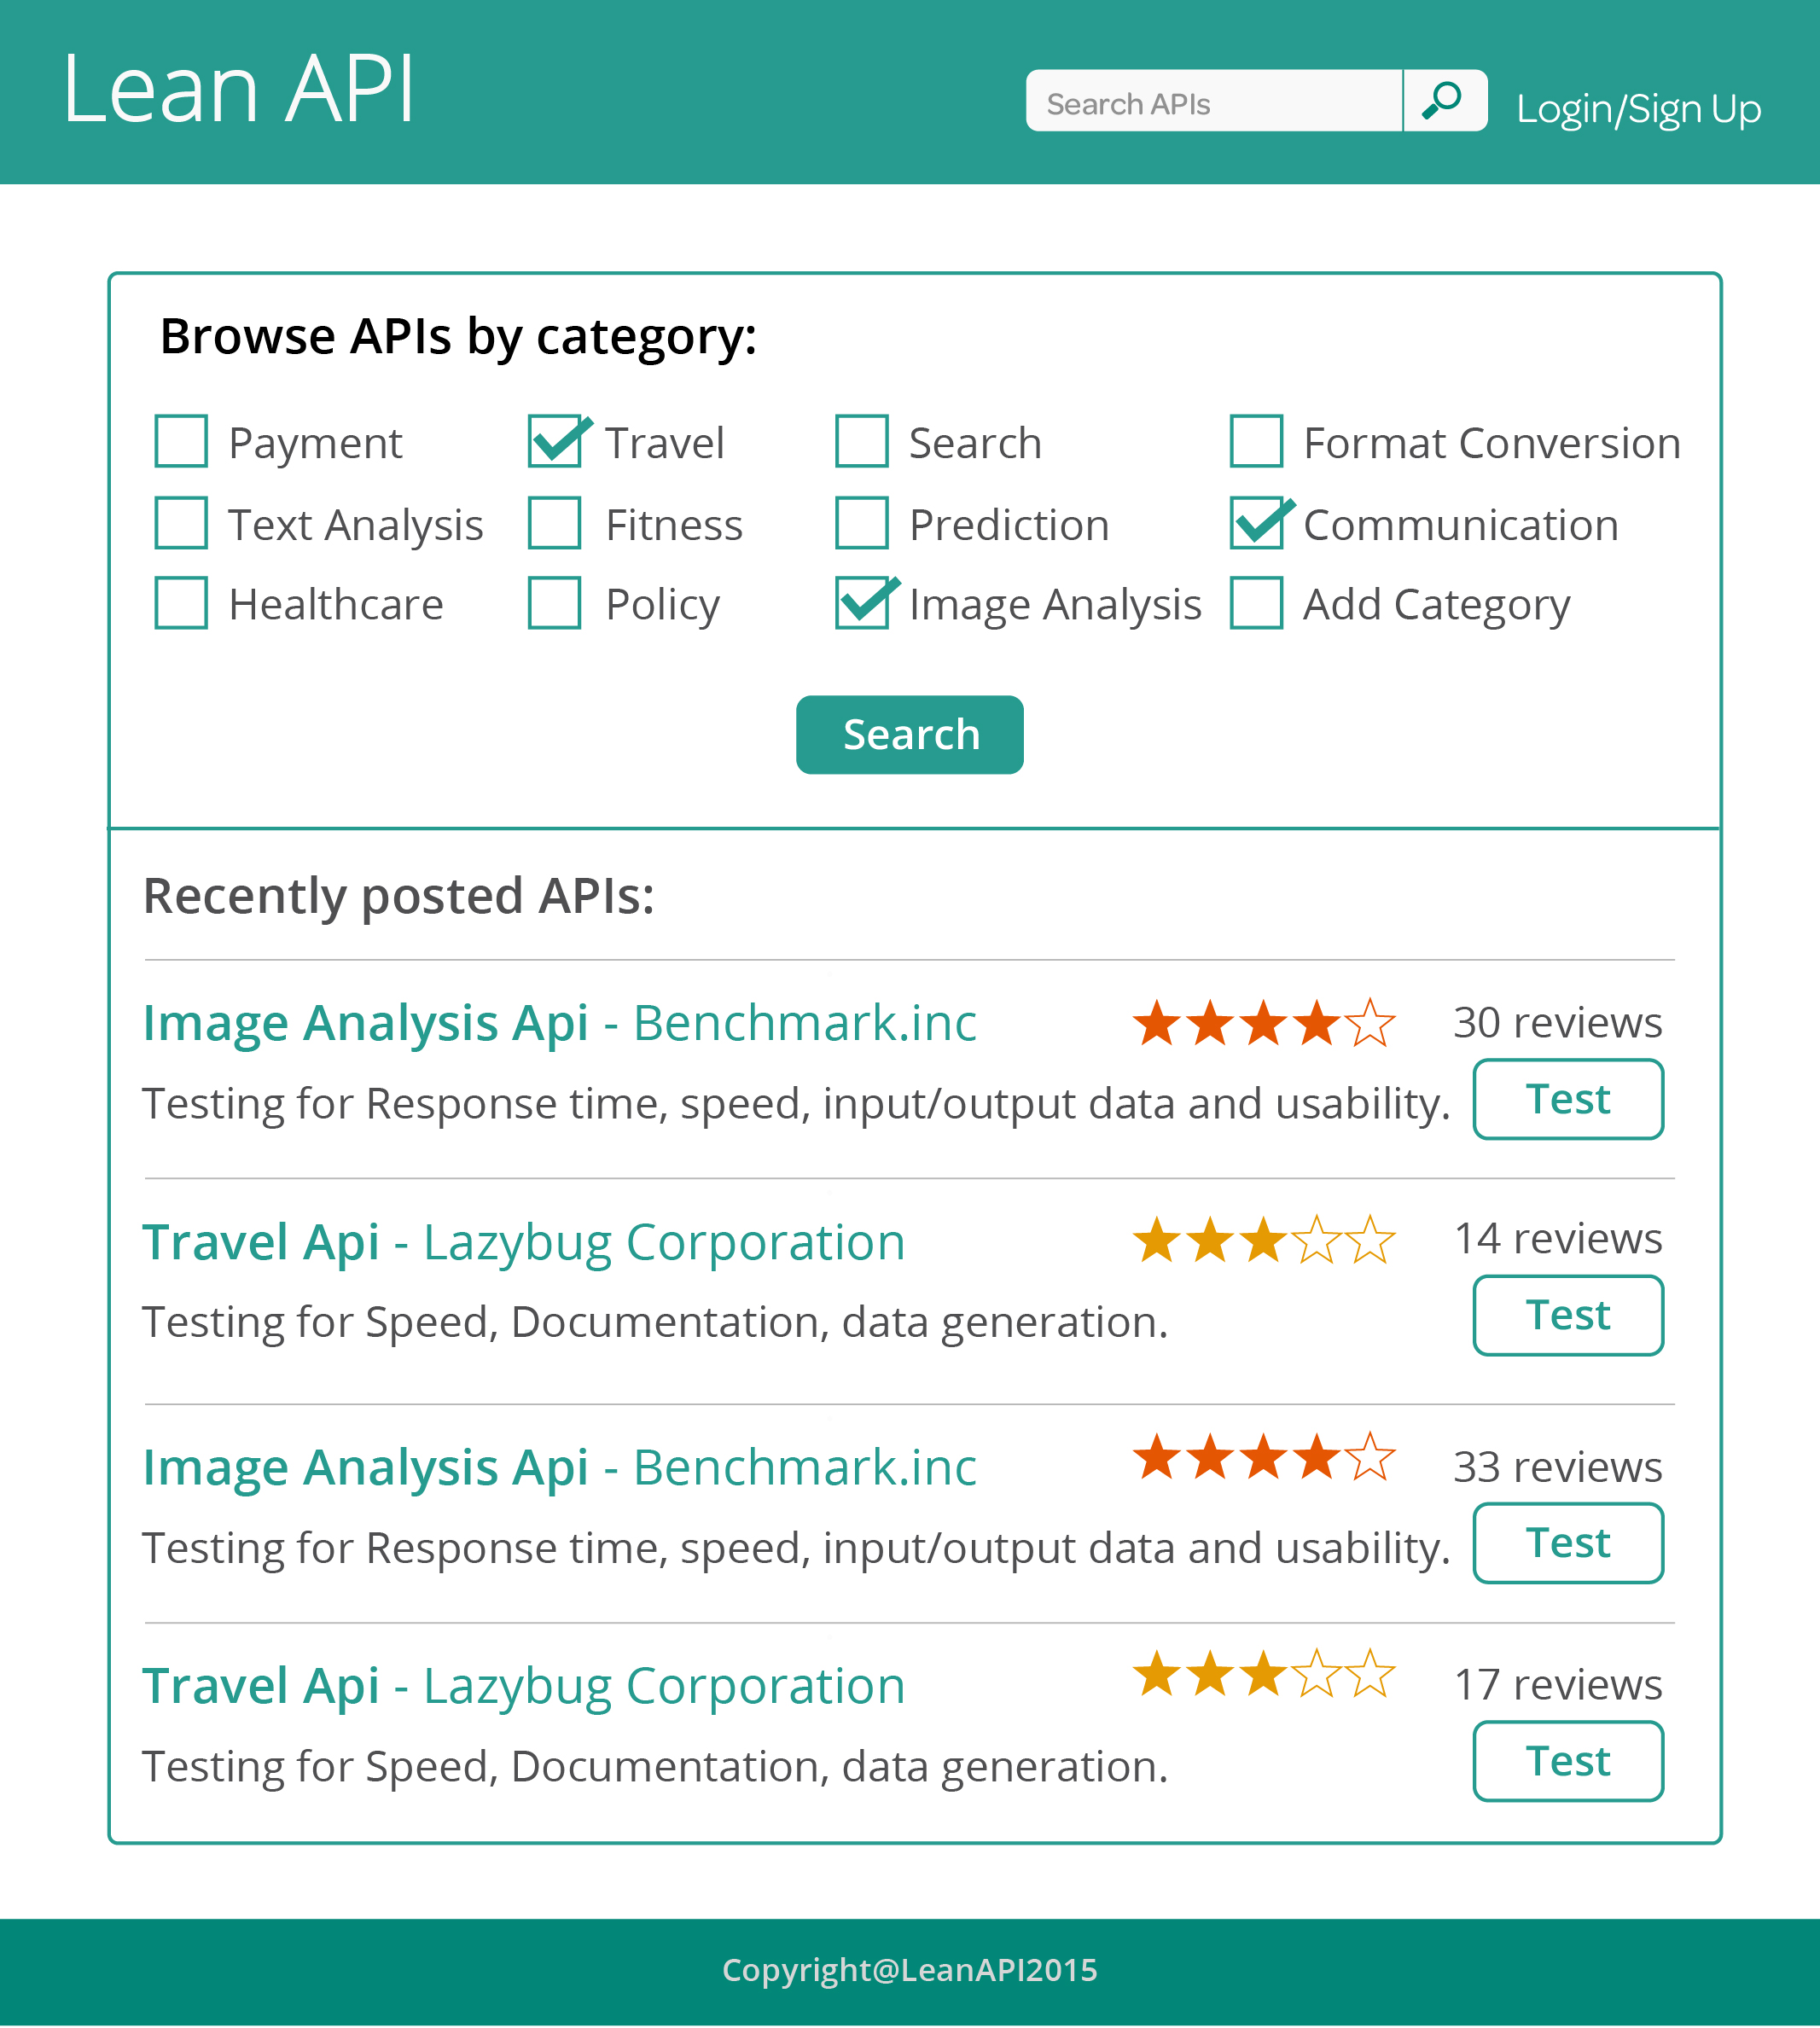 Lean API
Search APIs
Login/Sign Up
Browse APIs by category:
Payment Travel Search Format Conversion
Text Analysis Fitness Prediction Communication
Healthcare Policy Image Analysis Add Category
Search
Recently posted APIs:
Image Analysis Api - Benchmark.inc 30 reviews
Testing for Response time, speed, input/output data and usability. Test
Travel Api - Lazybug Corporation 14 reviews
Testing for Speed, Documentation, data generation. Test
Image Analysis Api - Benchmark.inc 33 reviews
Testing for Response time, speed, input/output data and usability. Test
Travel Api - Lazybug Corporation 17 reviews
Testing for Speed, Documentation, data generation. Test
Copyright@LeanAPI2015